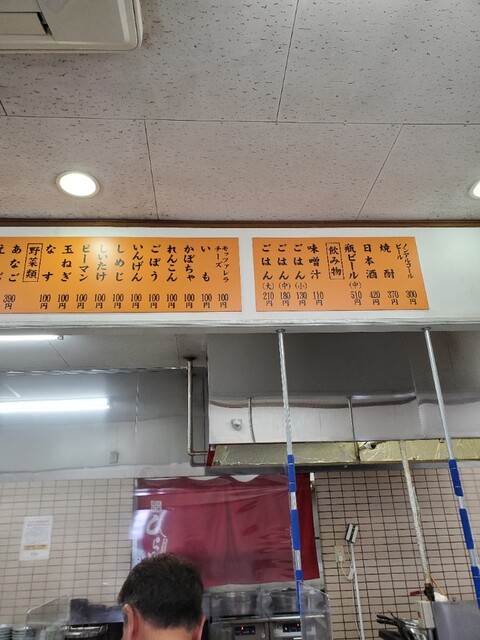 あなご 390円
野菜類
なす 100円
玉ねぎ 100円
ピーマン 100円
しいたけ 100円
しめじ 100円
いんげん 100円
ごぼう 100円
れんこん 100円
かぼちゃ 100円
いも 100円
モッツァレラ
チーズ 100円
ごはん(大) 210円
ごはん(中) 180円
ごはん(小) 130円
味噌汁 110円
飲み物
瓶ビール(中) 510円
日本酒 420円
焼酎 370円
ノンアルコール
ビール 300円